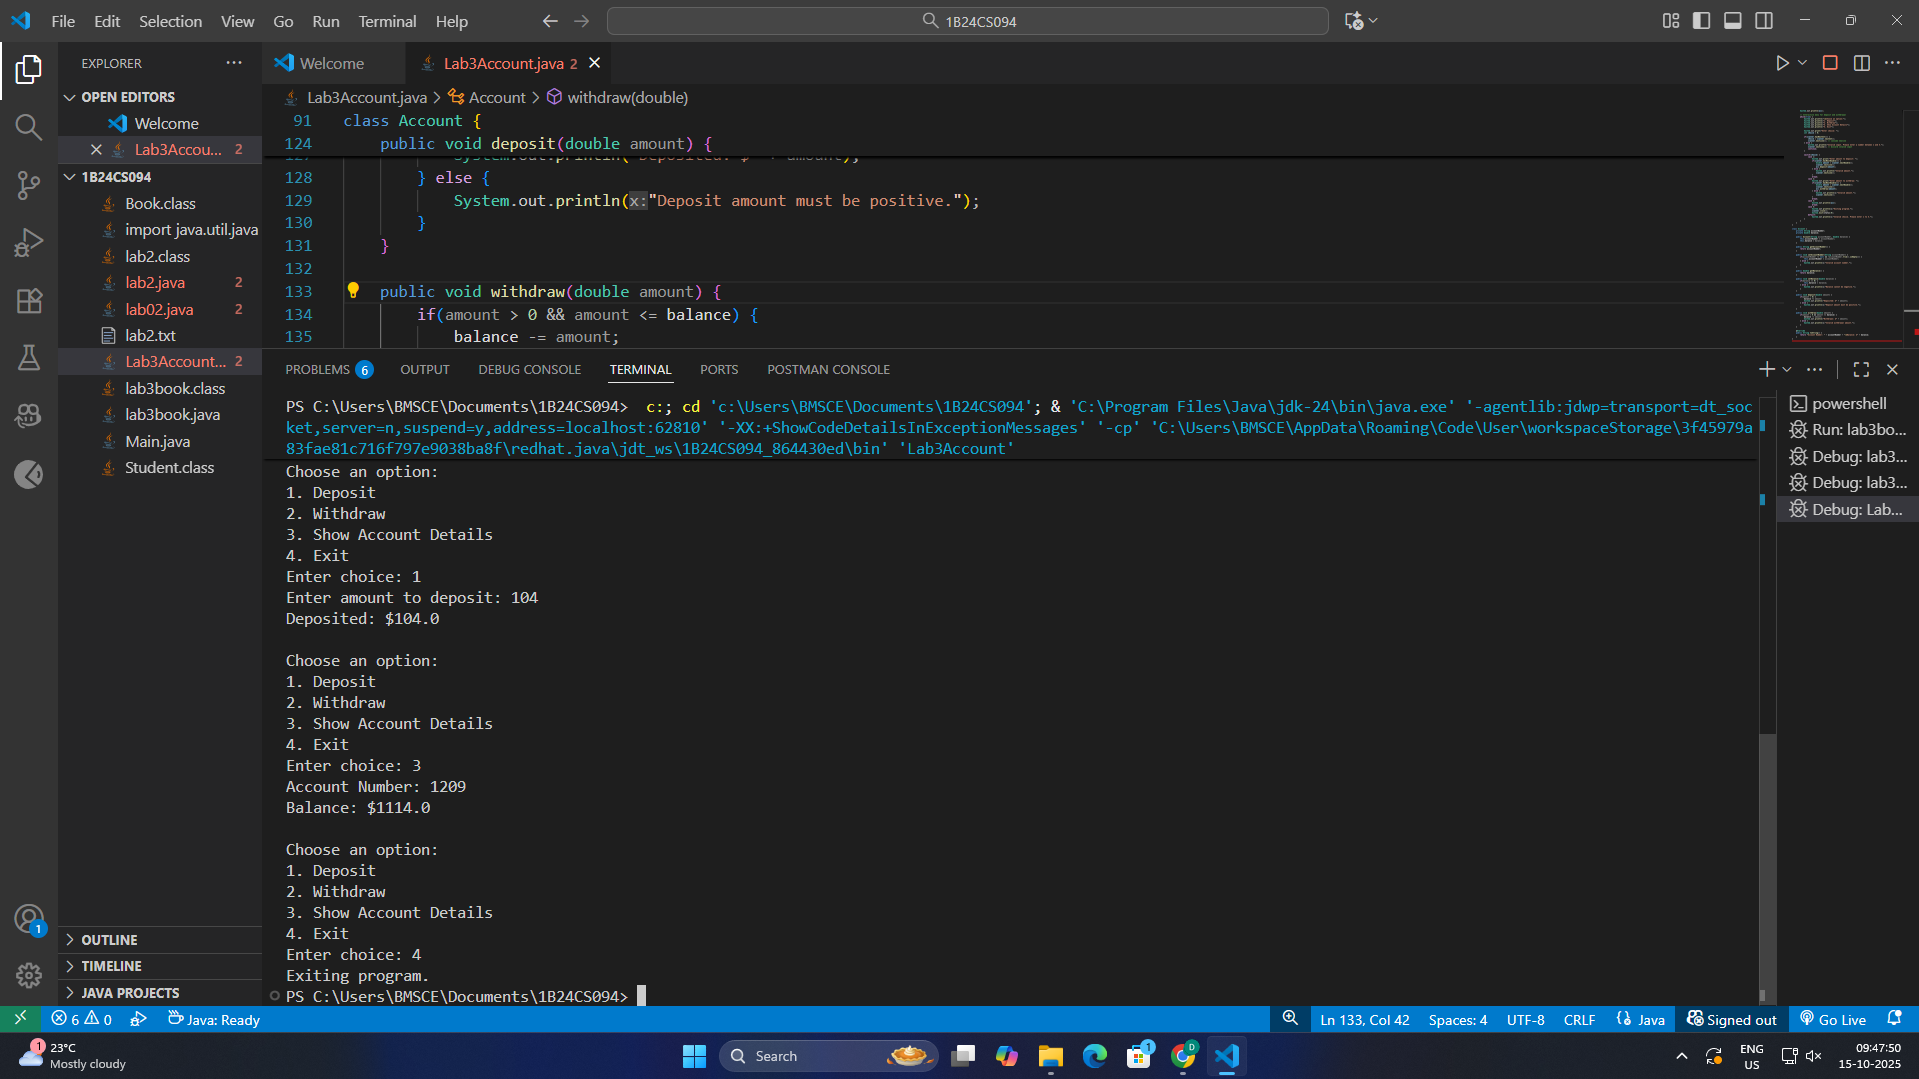 File Edit Selection View Go Run Terminal Help
1B24CS094
EXPLORER
OPEN EDITORS
Welcome
Lab3Accou... 2
1B24CS094
Book.class
import java.util.java
lab2.class
lab2.java 2
lab02.java 2
lab2.txt
Lab3Account... 2
lab3book.class
lab3book.java
Main.java
Student.class
OUTLINE
TIMELINE
JAVA PROJECTS
1
Welcome
Lab3Account.java 2
Lab3Account.java > Account > withdraw(double)
91 class Account {
124 public void deposit(double amount) {
128 } else {
129 System.out.println(x:"Deposit amount must be positive.");
130 }
131 }
132
133 public void withdraw(double amount) {
134 if(amount > 0 && amount <= balance) {
135 balance -= amount;
PROBLEMS 6 OUTPUT DEBUG CONSOLE TERMINAL PORTS POSTMAN CONSOLE
PS C:\Users\BMSCE\Documents\1B24CS094> c:; cd 'c:\Users\BMSCE\Documents\1B24CS094'; & 'C:\Program Files\Java\jdk-24\bin\java.exe' '-agentlib:jdwp=transport=dt_soc
ket,server=n,suspend=y,address=localhost:62810' '-XX:+ShowCodeDetailsInExceptionMessages' '-cp' 'C:\Users\BMSCE\AppData\Roaming\Code\User\workspaceStorage\3f45979a
83fae81c716f797e9038ba8f\redhat.java\jdt_ws\1B24CS094_864430ed\bin' 'Lab3Account'
Choose an option:
1. Deposit
2. Withdraw
3. Show Account Details
4. Exit
Enter choice: 1
Enter amount to deposit: 104
Deposited: $104.0
Choose an option:
1. Deposit
2. Withdraw
3. Show Account Details
4. Exit
Enter choice: 3
Account Number: 1209
Balance: $1114.0
Choose an option:
1. Deposit
2. Withdraw
3. Show Account Details
4. Exit
Enter choice: 4
Exiting program.
PS C:\Users\BMSCE\Documents\1B24CS094>
powershell
Run: lab3bo...
Debug: lab3...
Debug: lab3...
Debug: Lab...
6 0 Java: Ready
Ln 133, Col 42 Spaces: 4 UTF-8 CRLF Java Signed out Go Live
1
23°C
Mostly cloudy
Search
1
D
ENG
US
09:47:50
15-10-2025